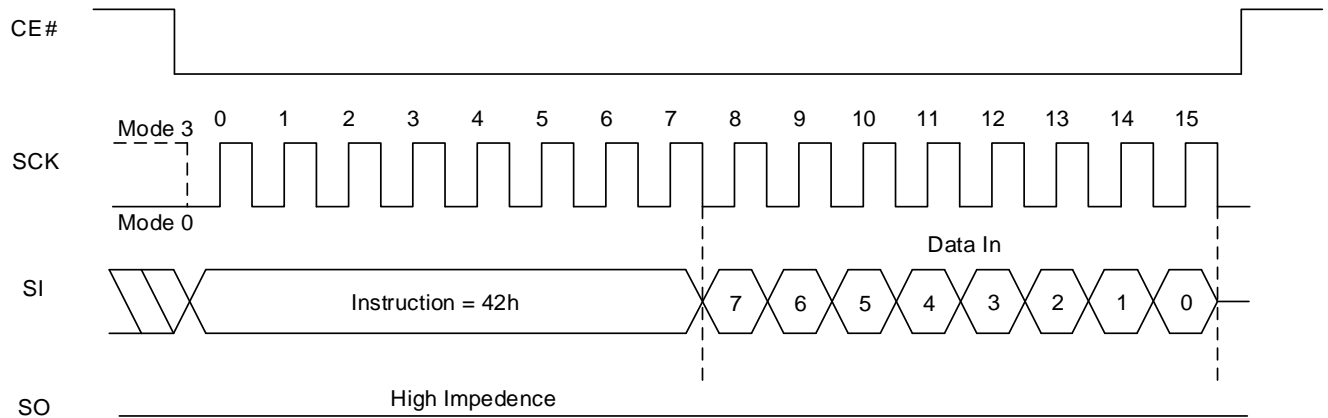 CE#
0 1 2 3 4 5 6 7 8 9 10 11 12 13 14 15
Mode 3
SCK
Mode 0
Data In
SI
Instruction = 42h
7 6 5 4 3 2 1 0
High Impedence
SO